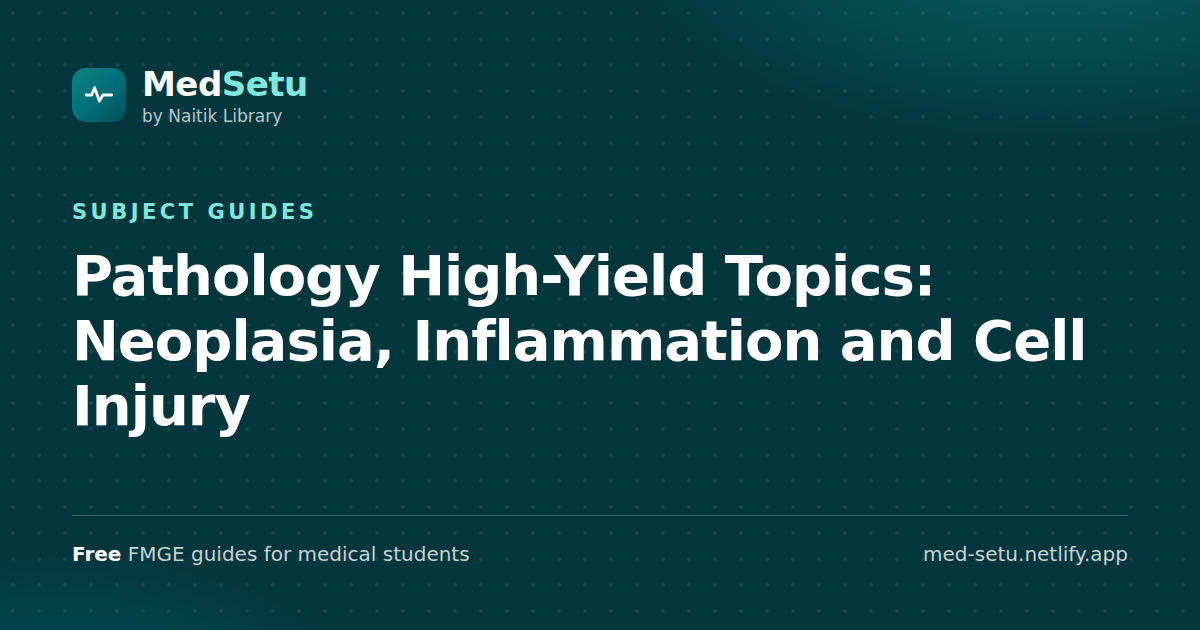 MedSetu
by Naitik Library
SUBJECT GUIDES
Pathology High-Yield Topics:
Neoplasia, Inflammation and Cell
Injury
Free FMGE guides for medical students
med-setu.netlify.app